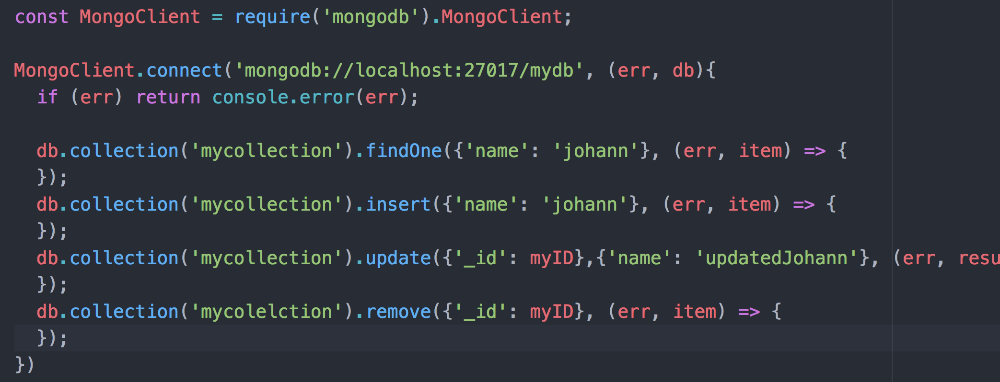 const MongoClient = require('mongodb').MongoClient;
MongoClient.connect('mongodb://localhost:27017/mydb', (err, db){
if (err) return console.error(err);
db.collection('mycollection').findOne({'name': 'johann'}, (err, item) => {
});
db.collection('mycollection').insert({'name': 'johann'}, (err, item) => {
});
db.collection('mycollection').update({'_id': myID},{'name': 'updatedJohann'}, (err, resu
});
db.collection('mycolelction').remove({'_id': myID}, (err, item) => {
});
})